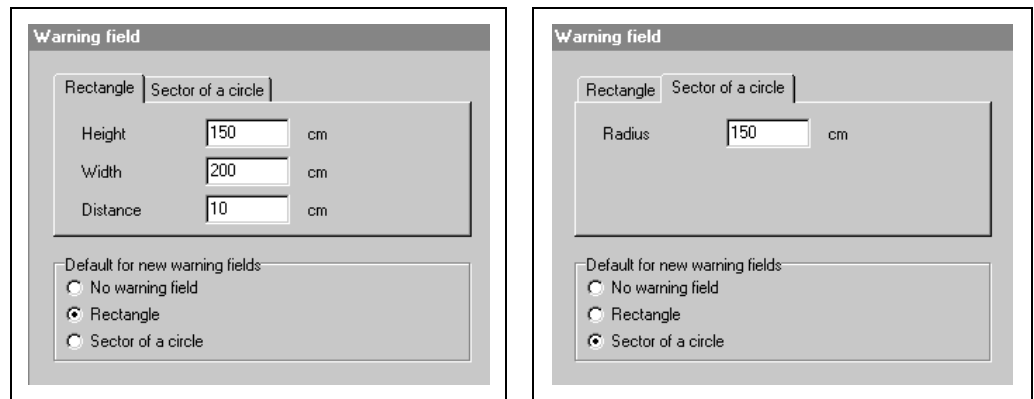 Warning field
Rectangle Sector of a circle
Height 150 cm
Width 200 cm
Distance 10 cm
Default for new warning fields
No warning field
Rectangle
Sector of a circle
Warning field
Rectangle Sector of a circle
Radius 150 cm
Default for new warning fields
No warning field
Rectangle
Sector of a circle